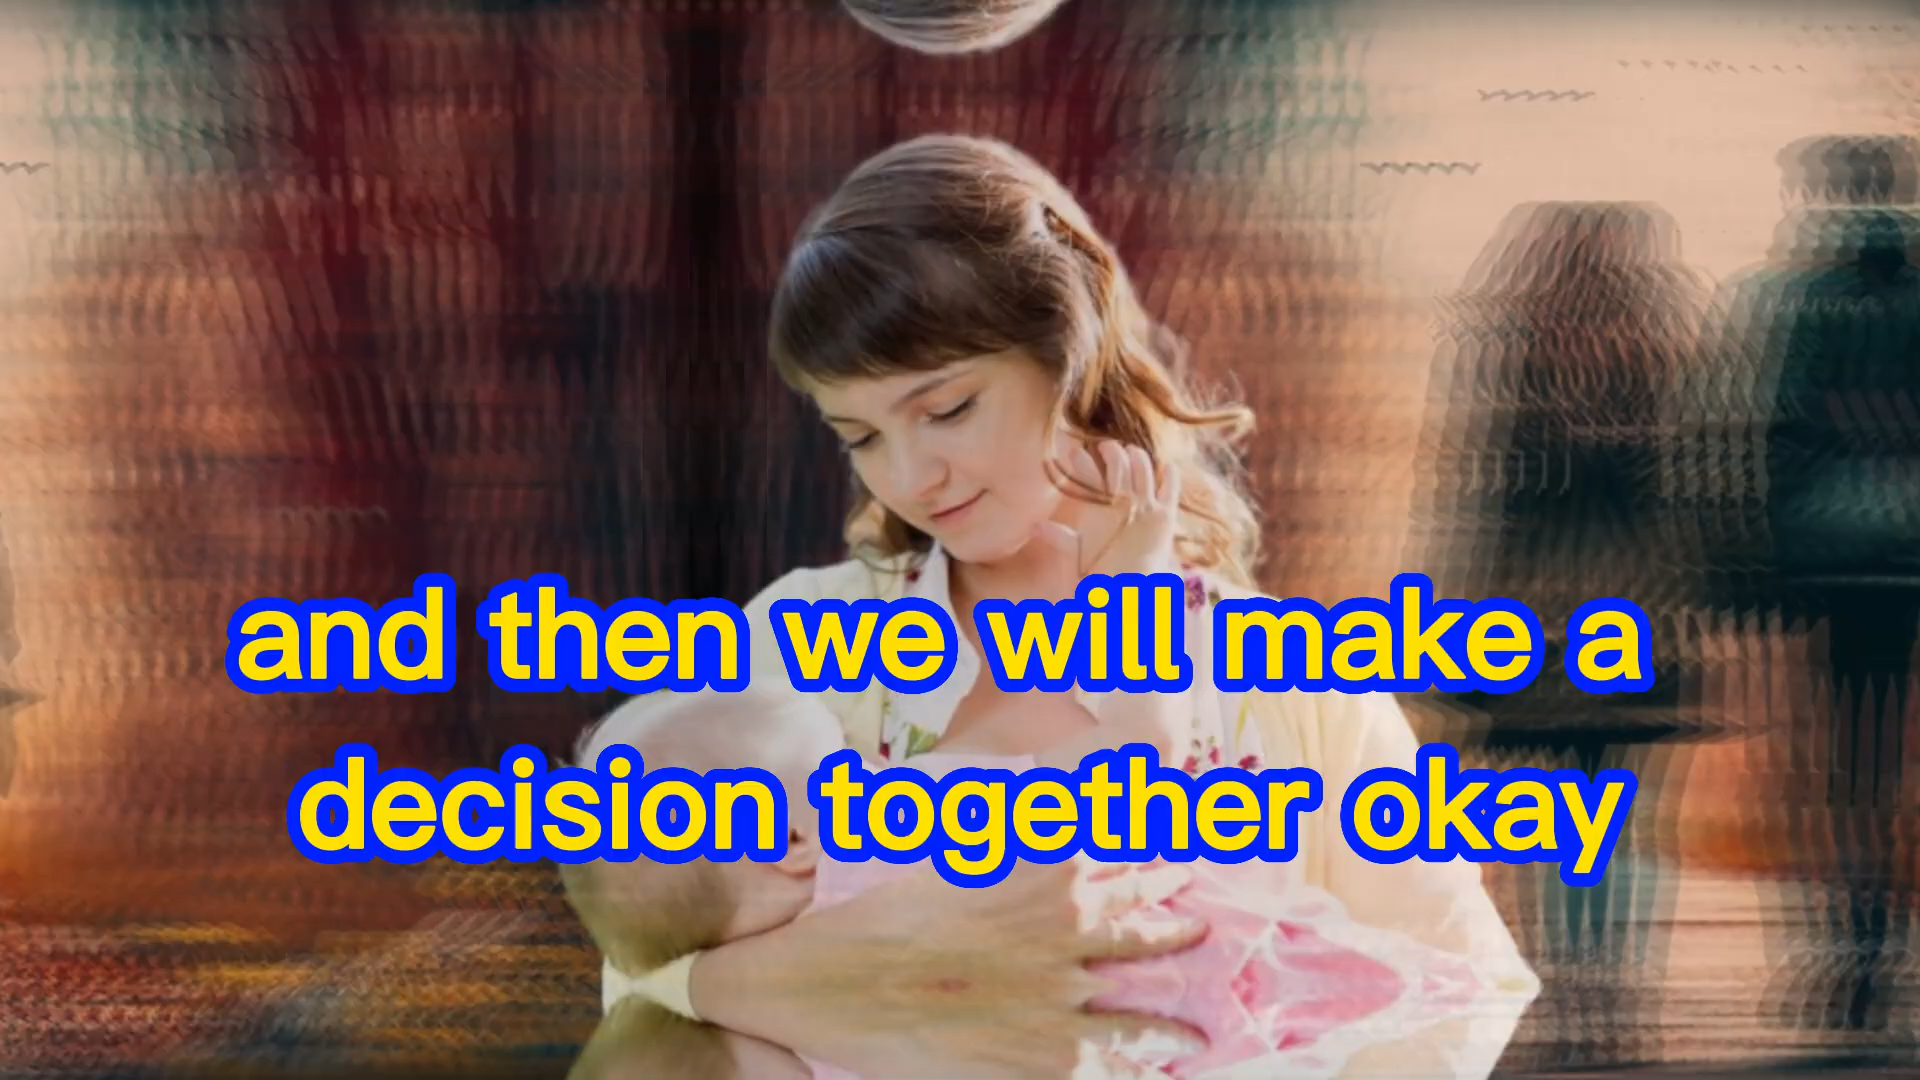 and then we will make a
decision together okay